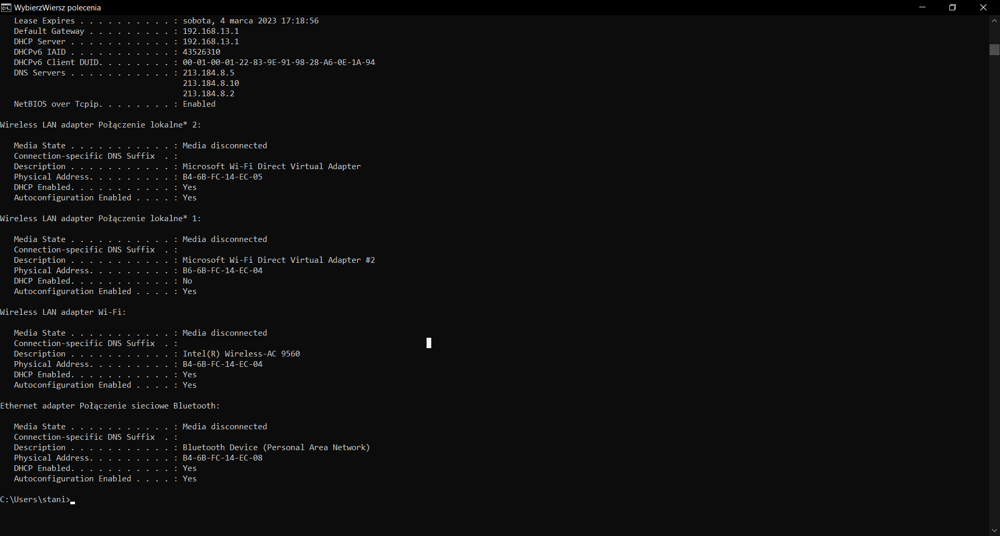 WybierzWiersz polecenia
Lease Expires . . . . . . . . . . : sobota, 4 marca 2023 17:18:56
Default Gateway . . . . . . . . . : 192.168.13.1
DHCP Server . . . . . . . . . . . : 192.168.13.1
DHCPv6 IAID . . . . . . . . . . . : 43526310
DHCPv6 Client DUID. . . . . . . . : 00-01-00-01-22-83-9E-91-98-28-A6-0E-1A-94
DNS Servers . . . . . . . . . . . : 213.184.8.5
213.184.8.10
213.184.8.2
NetBIOS over Tcpip. . . . . . . . : Enabled
Wireless LAN adapter Połączenie lokalne* 2:
Media State . . . . . . . . . . . : Media disconnected
Connection-specific DNS Suffix  . :
Description . . . . . . . . . . . : Microsoft Wi-Fi Direct Virtual Adapter
Physical Address. . . . . . . . . : B4-6B-FC-14-EC-05
DHCP Enabled. . . . . . . . . . . : Yes
Autoconfiguration Enabled . . . . : Yes
Wireless LAN adapter Połączenie lokalne* 1:
Media State . . . . . . . . . . . : Media disconnected
Connection-specific DNS Suffix  . :
Description . . . . . . . . . . . : Microsoft Wi-Fi Direct Virtual Adapter #2
Physical Address. . . . . . . . . : B6-6B-FC-14-EC-04
DHCP Enabled. . . . . . . . . . . : No
Autoconfiguration Enabled . . . . : Yes
Wireless LAN adapter Wi-Fi:
Media State . . . . . . . . . . . : Media disconnected
Connection-specific DNS Suffix  . :
Description . . . . . . . . . . . : Intel(R) Wireless-AC 9560
Physical Address. . . . . . . . . : B4-6B-FC-14-EC-04
DHCP Enabled. . . . . . . . . . . : Yes
Autoconfiguration Enabled . . . . : Yes
Ethernet adapter Połączenie sieciowe Bluetooth:
Media State . . . . . . . . . . . : Media disconnected
Connection-specific DNS Suffix  . :
Description . . . . . . . . . . . : Bluetooth Device (Personal Area Network)
Physical Address. . . . . . . . . : B4-6B-FC-14-EC-08
DHCP Enabled. . . . . . . . . . . : Yes
Autoconfiguration Enabled . . . . : Yes
C:\Users\stani>